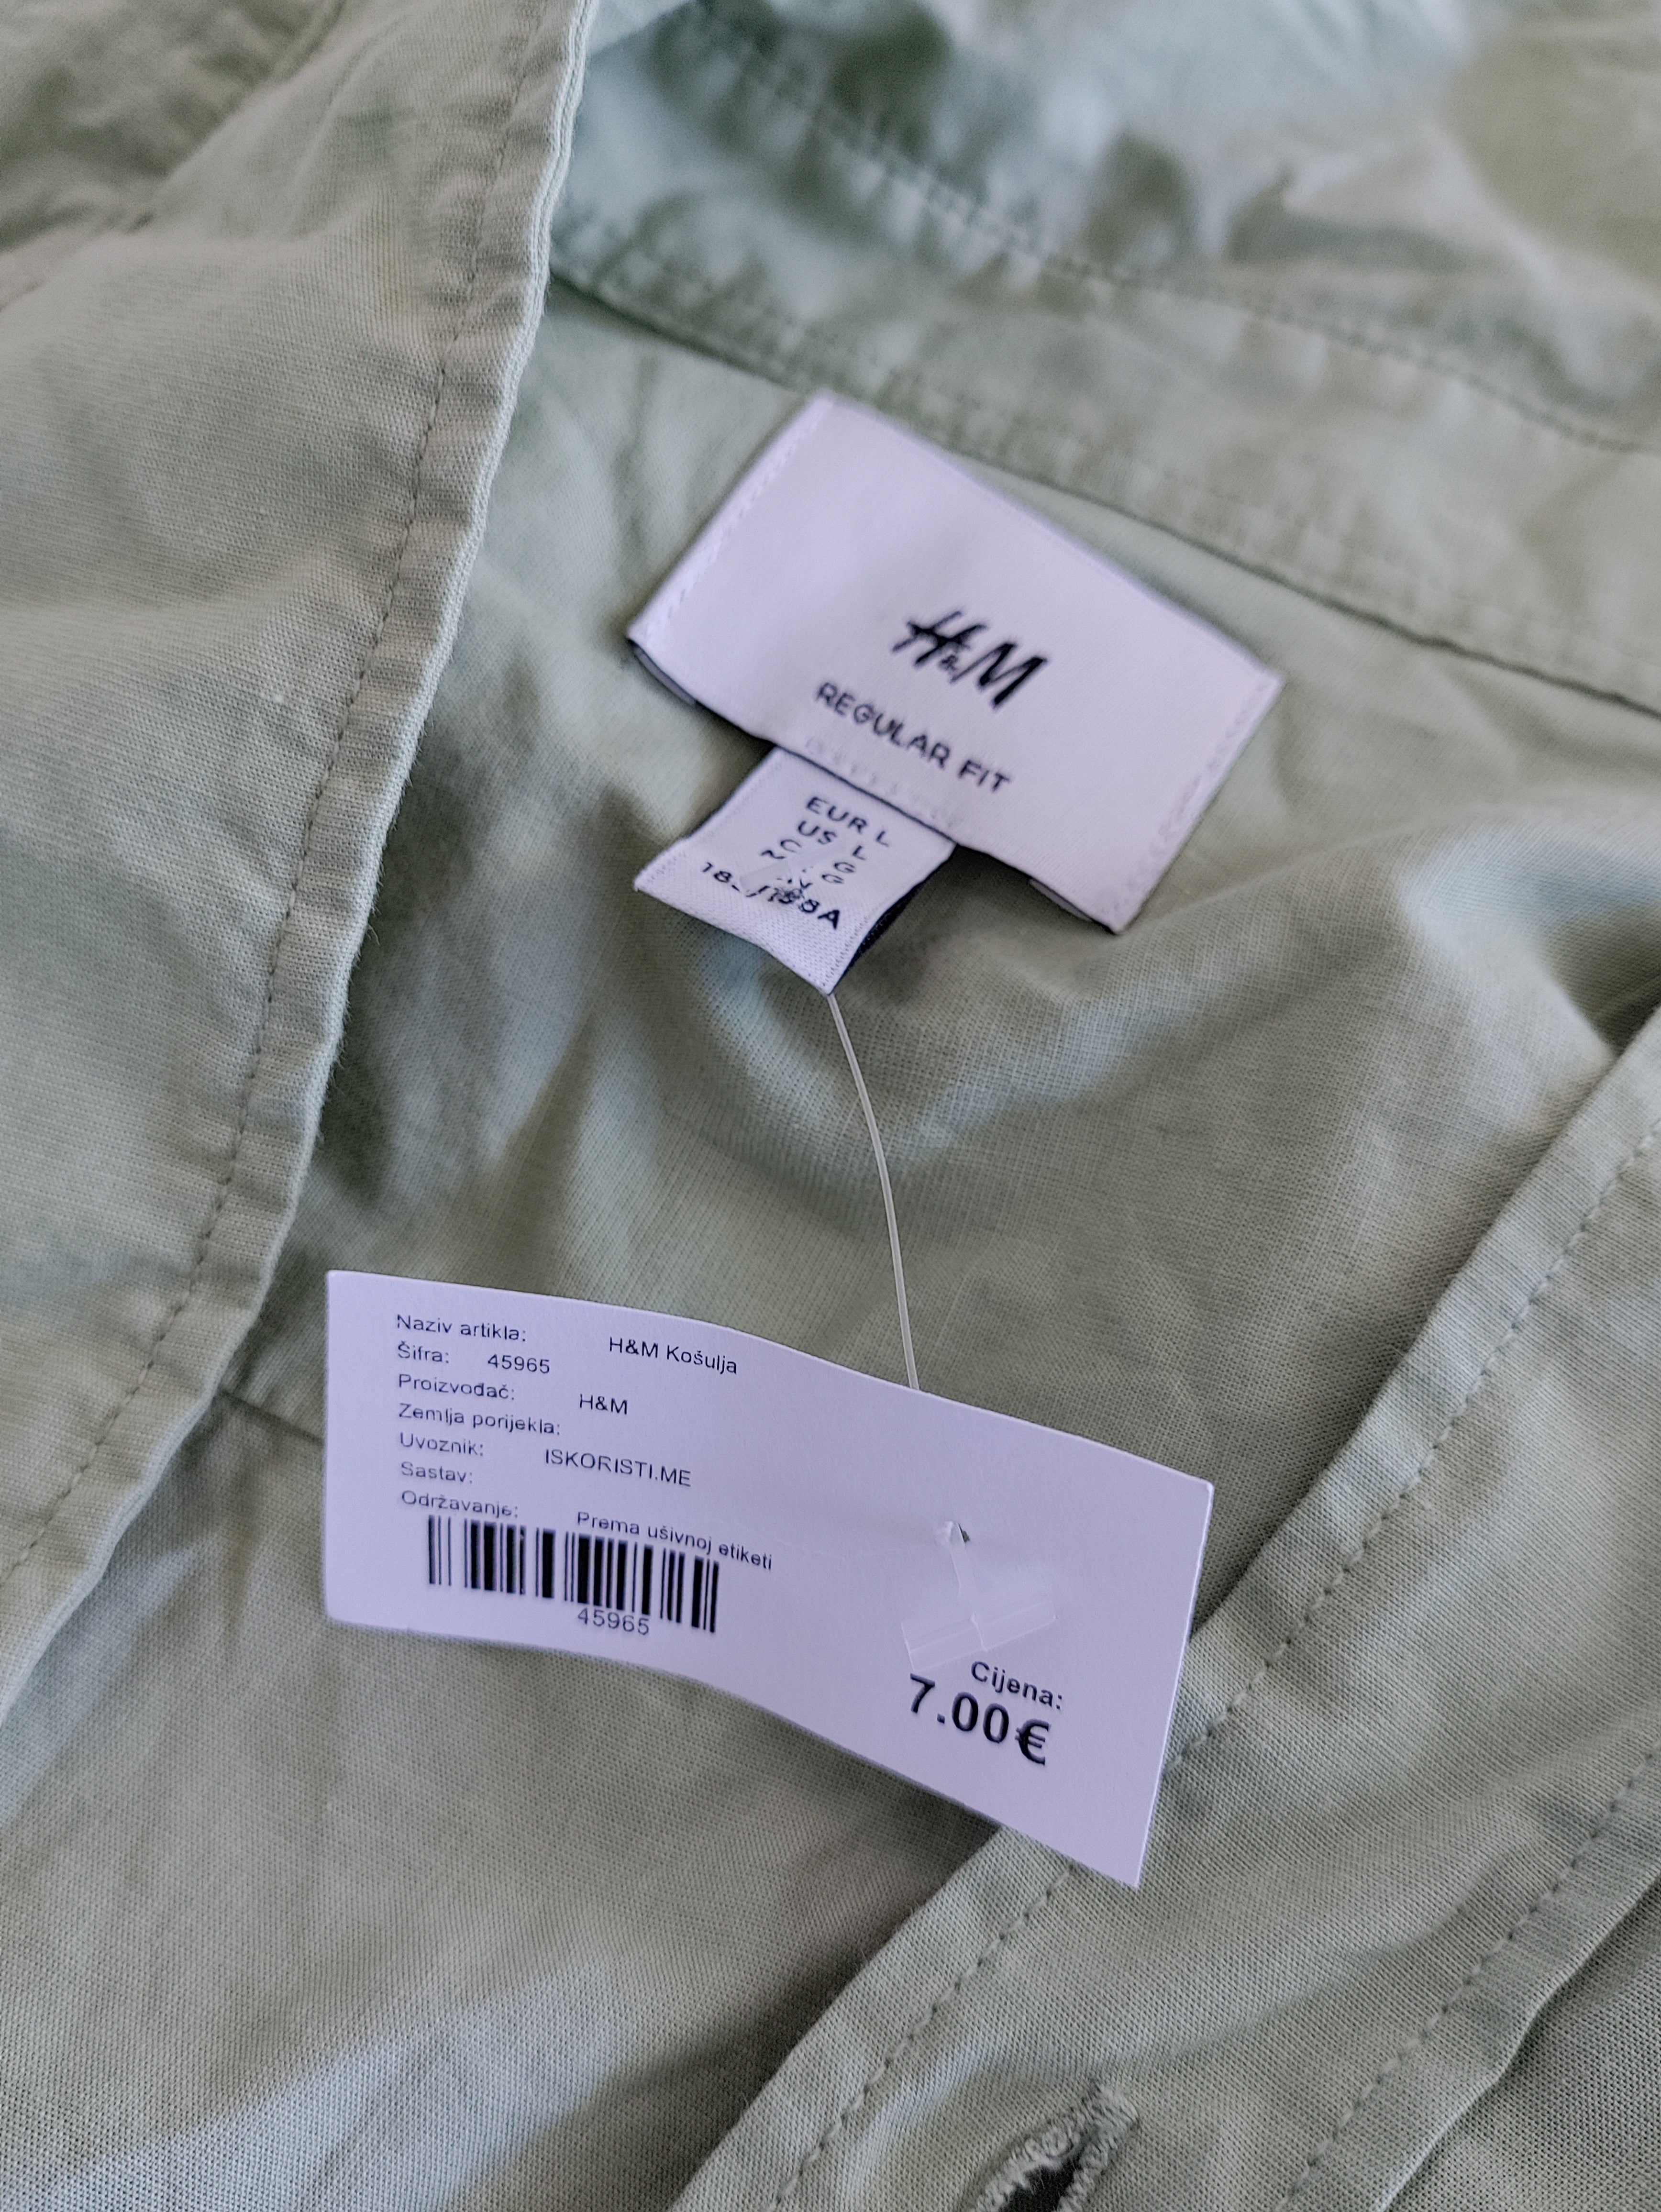 H&M
REGULAR FIT
EUR L
US L
G
G
Naziv artikla: H&M Košulja
Šifra: 45965
Proizvođač: H&M
Zemlja porijekla:
Uvoznik: ISKORISTI.ME
Sastav:
Održavanje: Prema ušivnoj etiketi
45965
Cijena:
7.00€